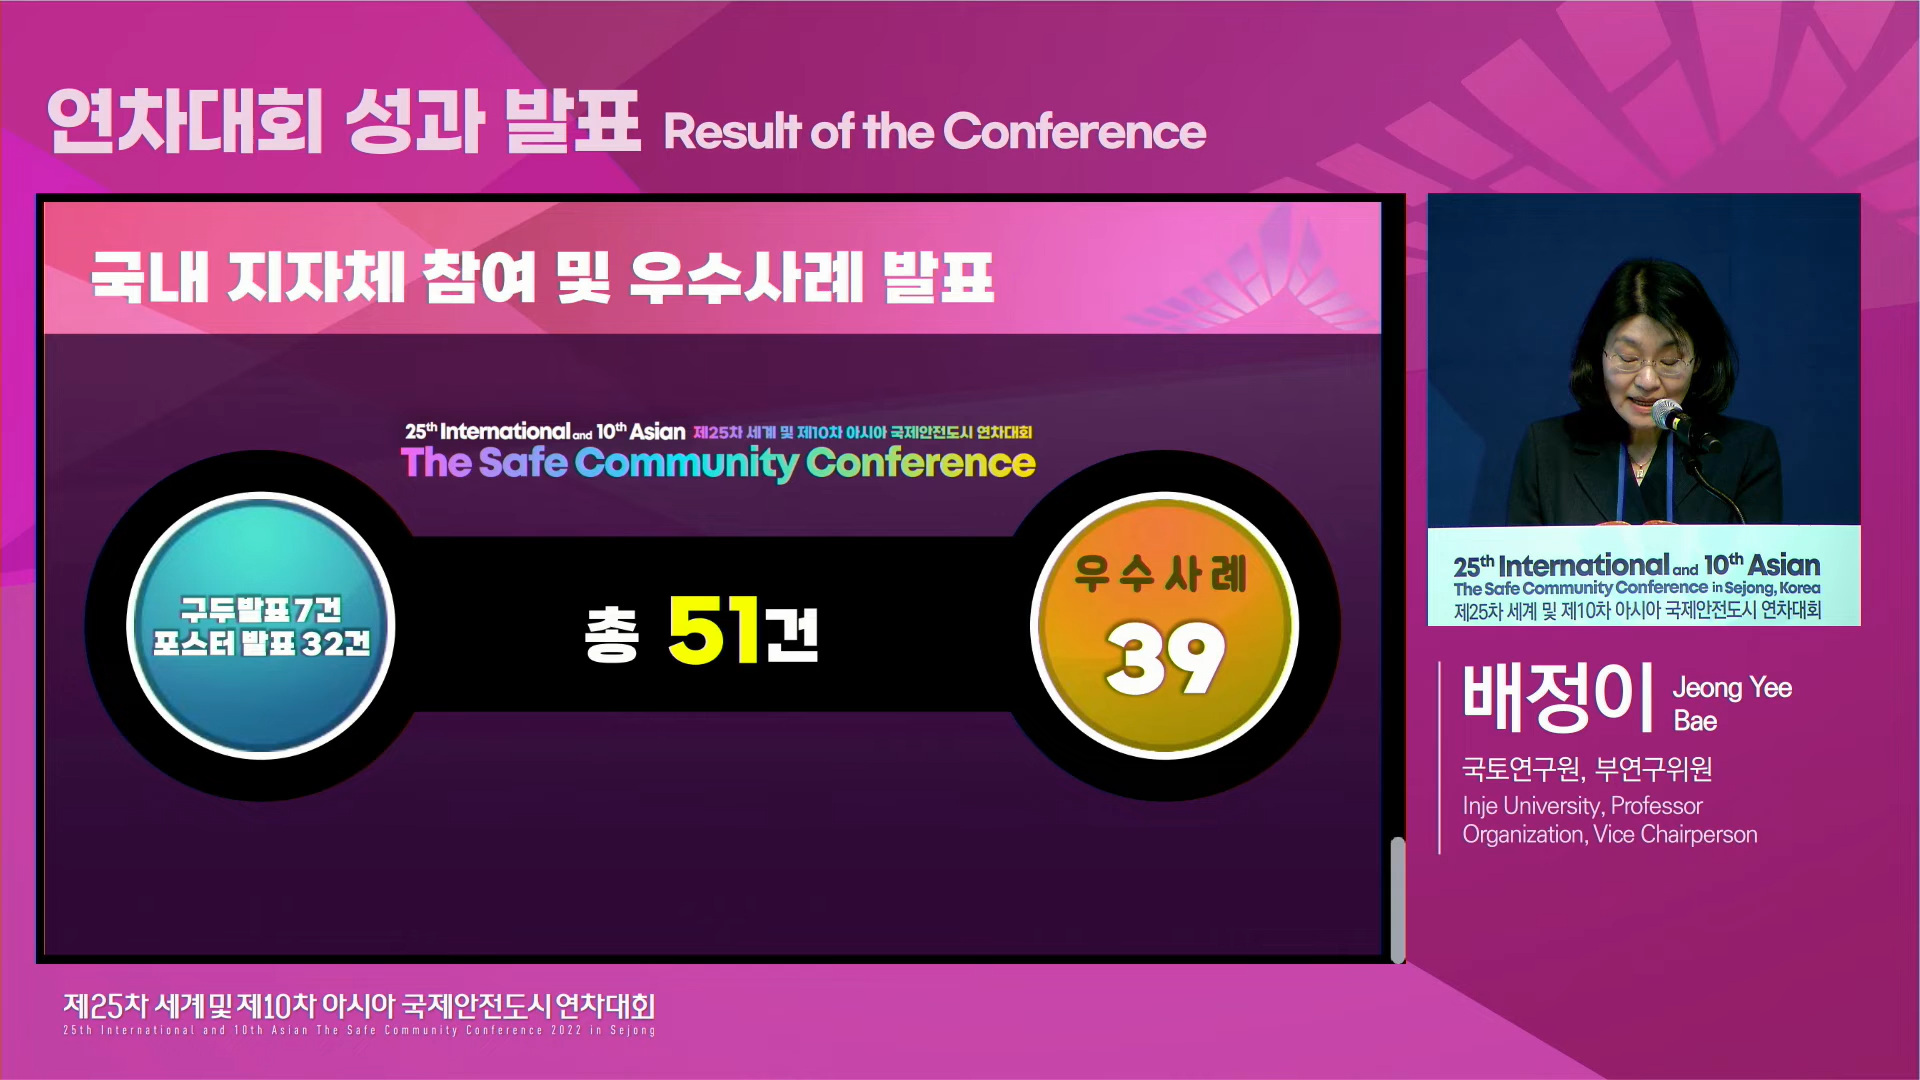 연차대회 성과 발표 Result of the Conference
국내 지자체 참여 및 우수사례 발표
25th International and 10th Asian 제25차 세계 및 제10차 아시아 국제안전도시 연차대회
The Safe Community Conference
구두발표 7건
포스터 발표 32건
총 51건
우수사례
39
25th International and 10th Asian
The Safe Community Conference in Sejong, Korea
제25차 세계 및 제10차 아시아 국제안전도시 연차대회
배정이 Jeong Yee
Bae
국토연구원, 부연구위원
Inje University, Professor
Organization, Vice Chairperson
제25차 세계 및 제10차 아시아 국제안전도시 연차대회
25th International and 10th Asian The Safe Community Conference 2022 in Sejong